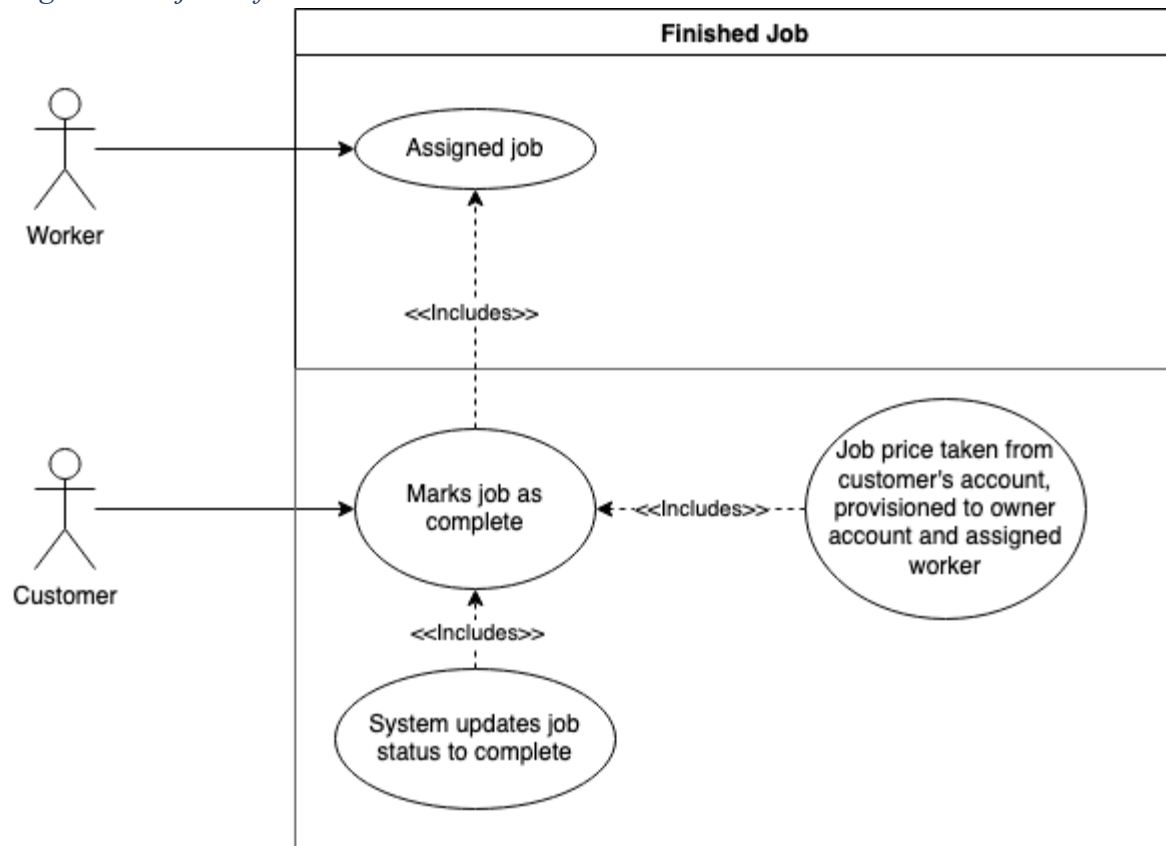 Finished Job
Assigned job
Worker
<<Includes>>
Marks job as
complete
<<Includes>>
Job price taken from
customer's account,
provisioned to owner
account and assigned
worker
Customer
<<Includes>>
System updates job
status to complete